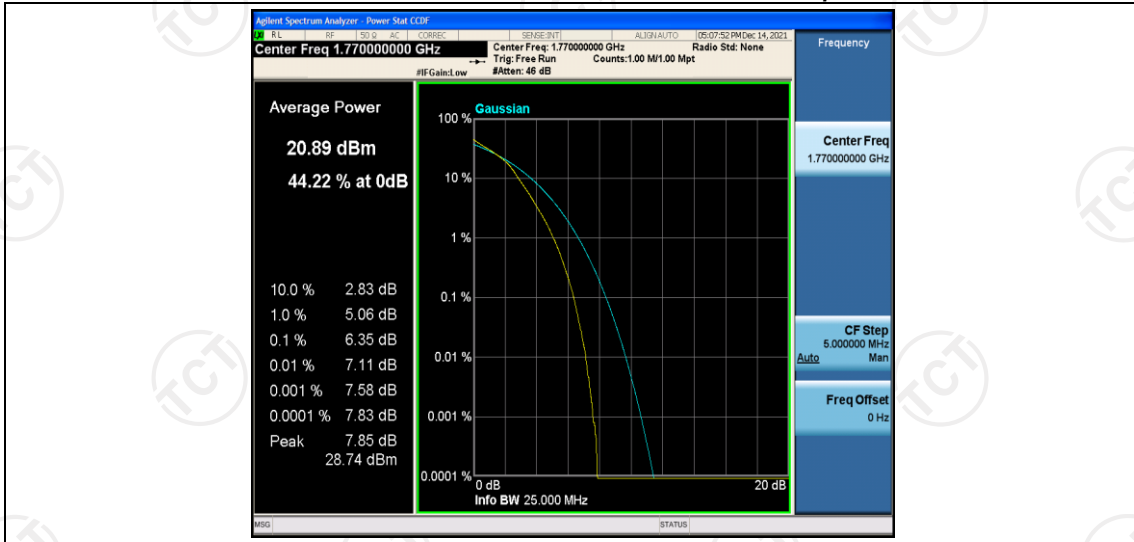 Agilent Spectrum Analyzer - Power Stat CCDF
LXI RL RF 50 Ω AC CORREC SENSE:INT ALIGN AUTO 05:07:52 PM Dec 14, 2021
Center Freq 1.770000000 GHz
Center Freq: 1.770000000 GHz Radio Std: None
Trig: Free Run Counts:1.00 M/1.00 Mpt
#IFGain:Low #Atten: 46 dB
Frequency
Average Power
20.89 dBm
44.22 % at 0dB
10.0 % 2.83 dB
1.0 % 5.06 dB
0.1 % 6.35 dB
0.01 % 7.11 dB
0.001 % 7.58 dB
0.0001 % 7.83 dB
Peak 7.85 dB
28.74 dBm
Gaussian
100 %
10 %
1 %
0.1 %
0.01 %
0.001 %
0.0001 %
0 dB 20 dB
Info BW 25.000 MHz
Center Freq
1.770000000 GHz
CF Step
5.000000 MHz
Auto Man
Freq Offset
0 Hz
MSG STATUS
TCT
TCT
TCT
TCT